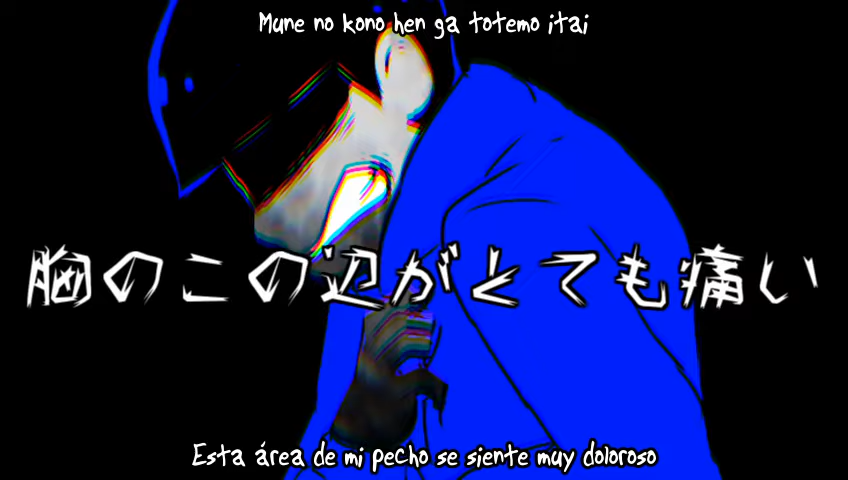 Mune no kono hen ga totemo itai
胸のこの辺がとても痛い
Esta área de mi pecho se siente muy doloroso